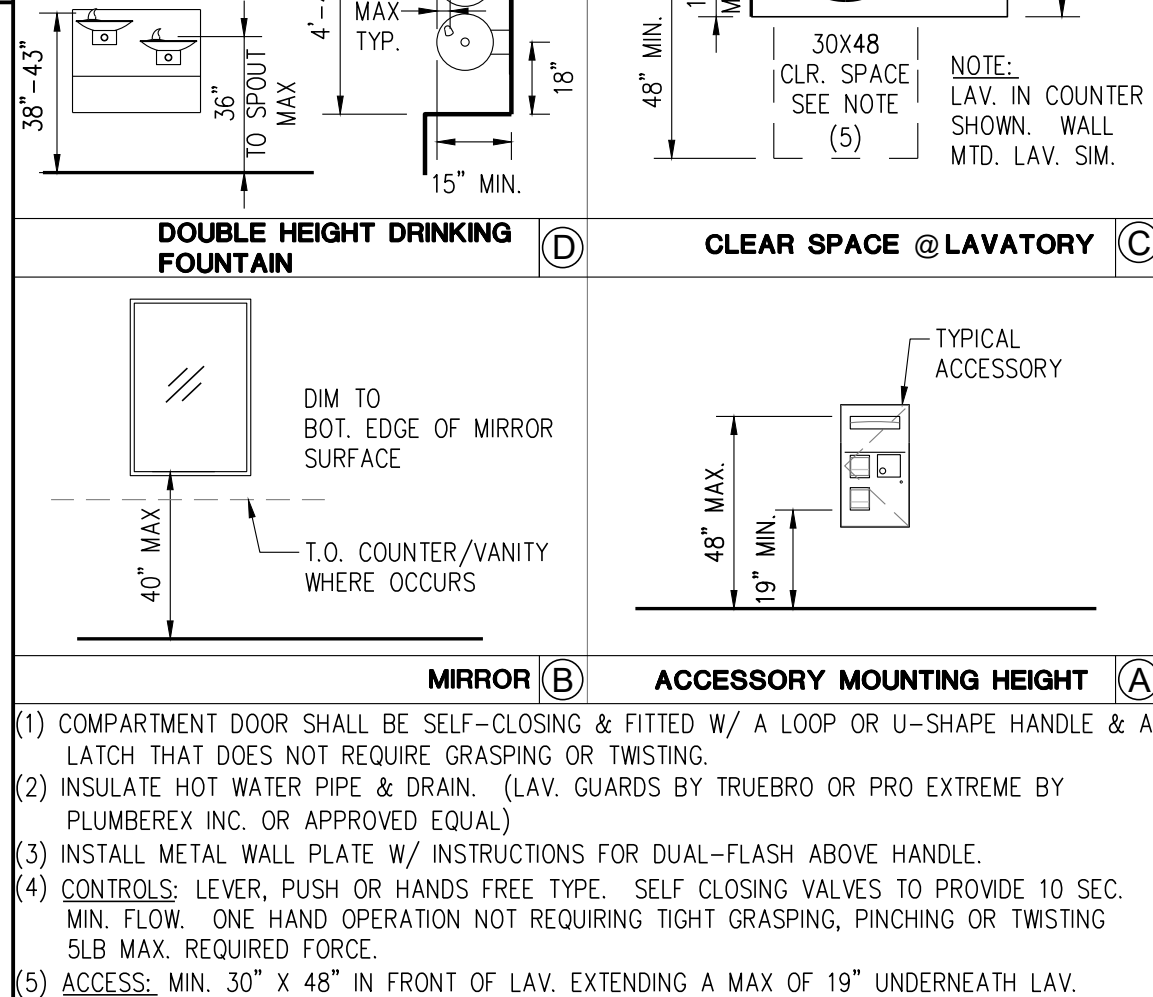 38"-43"
36"
TO SPOUT
MAX
MAX
TYP.
18"
15" MIN.
48" MIN.
30X48
CLR. SPACE
SEE NOTE
(5)
NOTE:
LAV. IN COUNTER
SHOWN. WALL
MTD. LAV. SIM.
DOUBLE HEIGHT DRINKING
FOUNTAIN
D
CLEAR SPACE @ LAVATORY
C
DIM TO
BOT. EDGE OF MIRROR
SURFACE
40" MAX
T.O. COUNTER/VANITY
WHERE OCCURS
TYPICAL
ACCESSORY
48" MAX.
19" MIN.
MIRROR
B
ACCESSORY MOUNTING HEIGHT
A
(1) COMPARTMENT DOOR SHALL BE SELF-CLOSING & FITTED W/ A LOOP OR U-SHAPE HANDLE & A
LATCH THAT DOES NOT REQUIRE GRASPING OR TWISTING.
(2) INSULATE HOT WATER PIPE & DRAIN. (LAV. GUARDS BY TRUEBRO OR PRO EXTREME BY
PLUMBEREX INC. OR APPROVED EQUAL)
(3) INSTALL METAL WALL PLATE W/ INSTRUCTIONS FOR DUAL-FLASH ABOVE HANDLE.
(4) CONTROLS: LEVER, PUSH OR HANDS FREE TYPE. SELF CLOSING VALVES TO PROVIDE 10 SEC.
MIN. FLOW. ONE HAND OPERATION NOT REQUIRING TIGHT GRASPING, PINCHING OR TWISTING
5LB MAX. REQUIRED FORCE.
(5) ACCESS: MIN. 30" X 48" IN FRONT OF LAV. EXTENDING A MAX OF 19" UNDERNEATH LAV.